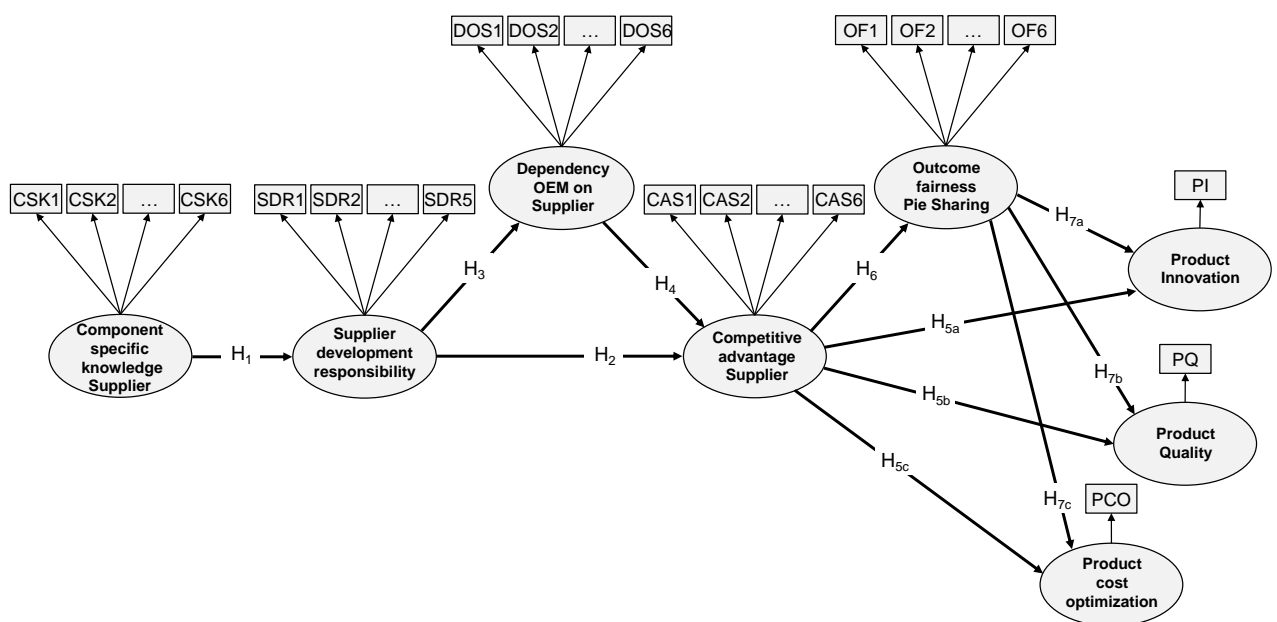 DOS1 DOS2 … DOS6
OF1 OF2 … OF6
CSK1 CSK2 … CSK6
SDR1 SDR2 … SDR5
Dependency
OEM on
Supplier
CAS1 CAS2 … CAS6
Outcome
fairness
Pie Sharing
PI
H7a
Product
Innovation
H3
H4
H6
H5a
Component
specific
knowledge
Supplier
H1
Supplier
development
responsibility
H2
Competitive
advantage
Supplier
PQ
H7b
H5b
Product
Quality
H5c
H7c
PCO
Product
cost
optimization